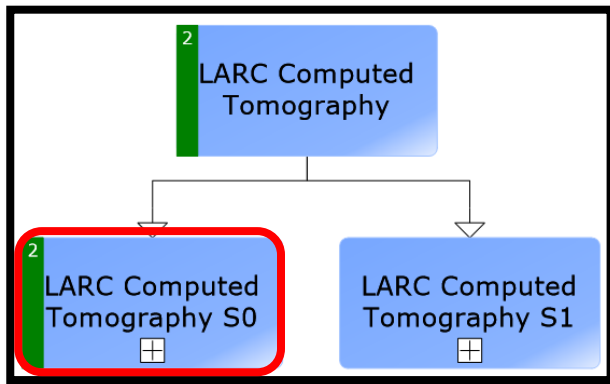 2
LARC Computed
Tomography
2
LARC Computed
Tomography S0
LARC Computed
Tomography S1